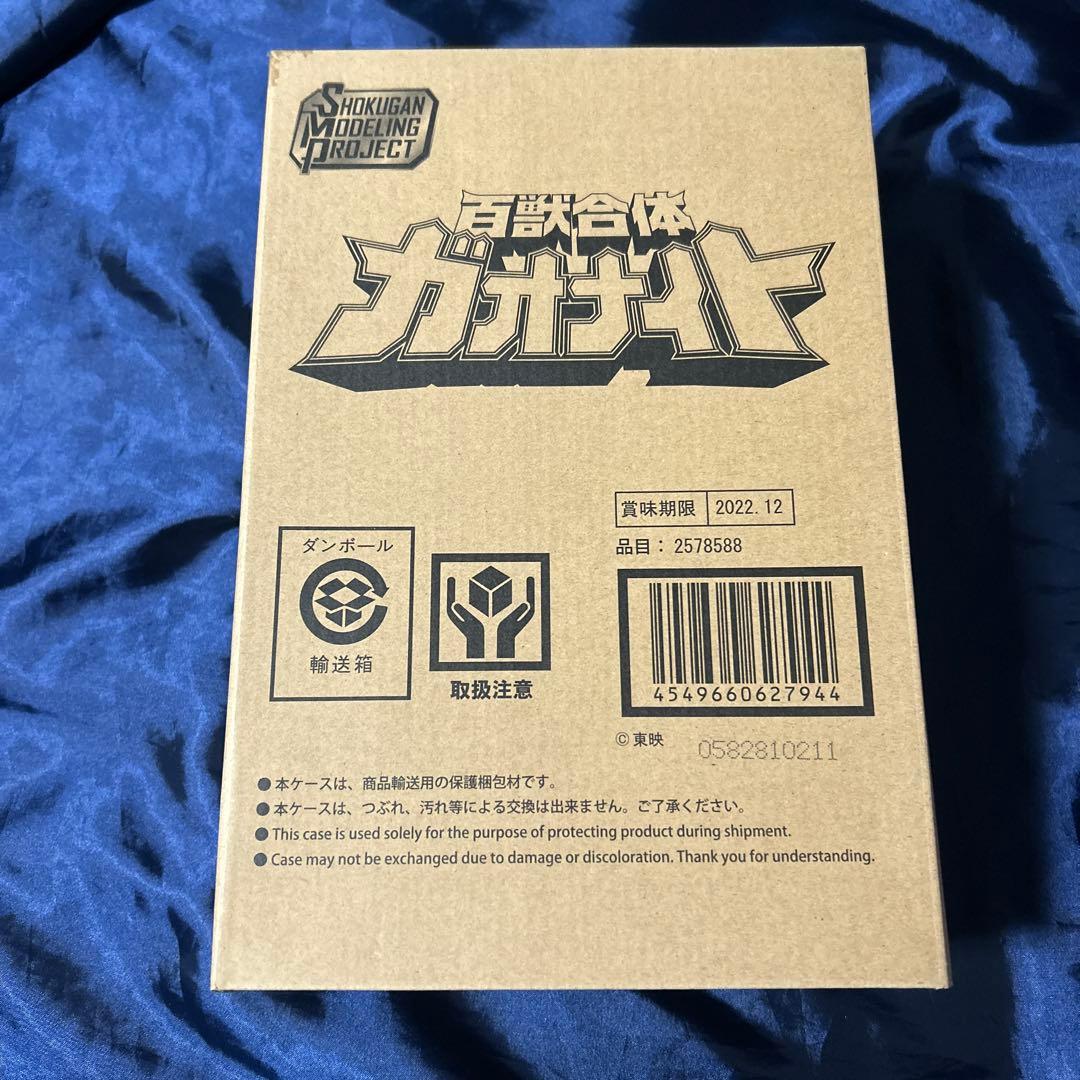 SHOKUGAN
MODELING
PROJECT
百獣合体
ガオナイト
賞味期限 2022.12
品目：2578588
ダンボール
輸送箱
取扱注意
4549660627944
©東映 0582810211
●本ケースは、商品輸送用の保護梱包材です。
●本ケースは、つぶれ、汚れ等による交換は出来ません。ご了承ください。
●This case is used solely for the purpose of protecting product during shipment.
●Case may not be exchanged due to damage or discoloration. Thank you for understanding.